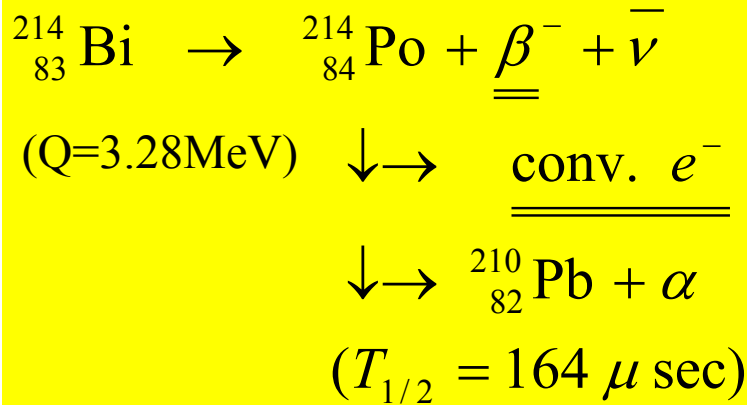 ²¹⁴₈₃Bi → ²¹⁴₈₄Po + β⁻ + ν̅
(Q=3.28MeV) ↓→ conv. e⁻
↓→ ²¹⁰₈₂Pb + α
(T₁/₂ = 164 μ sec)